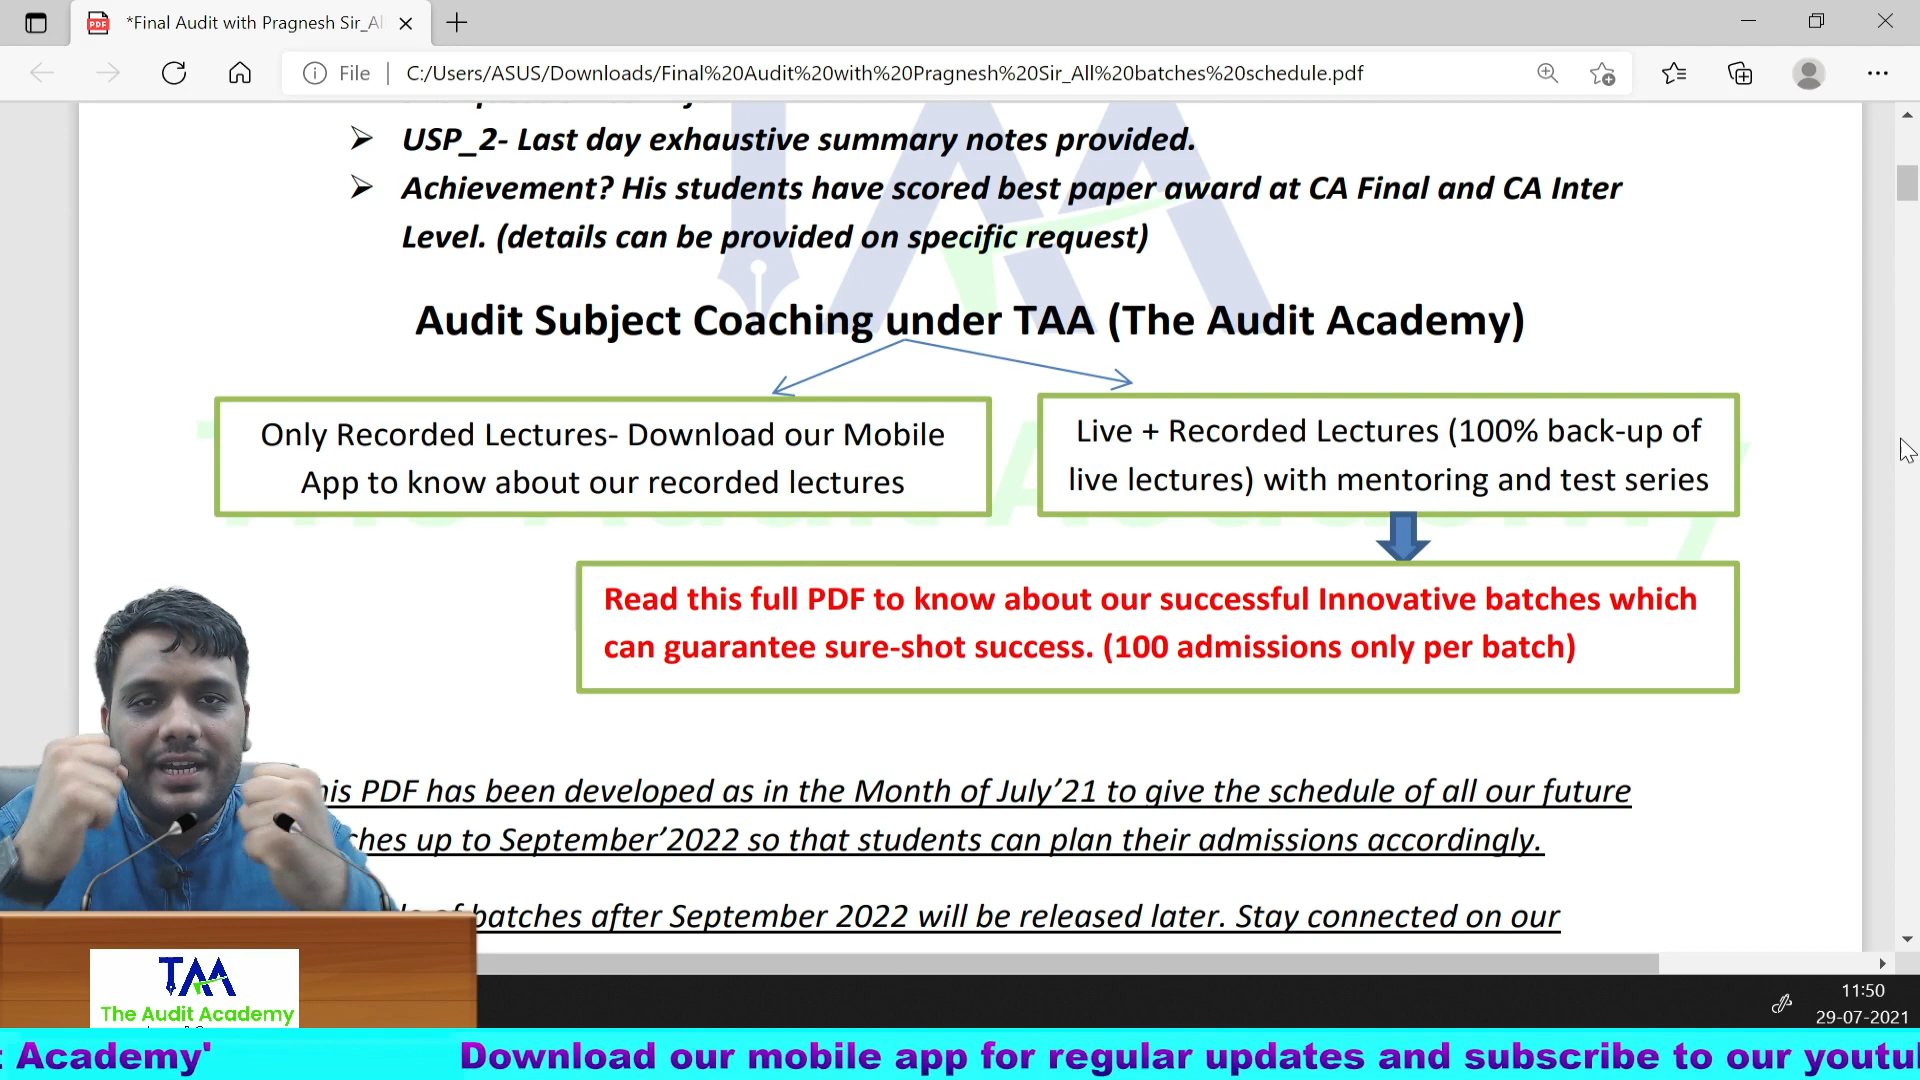 *Final Audit with Pragnesh Sir_Al
File
C:/Users/ASUS/Downloads/Final%20Audit%20with%20Pragnesh%20Sir_All%20batches%20schedule.pdf
USP_2- Last day exhaustive summary notes provided.
Achievement? His students have scored best paper award at CA Final and CA Inter
Level. (details can be provided on specific request)
Audit Subject Coaching under TAA (The Audit Academy)
Only Recorded Lectures- Download our Mobile
App to know about our recorded lectures
Live + Recorded Lectures (100% back-up of
live lectures) with mentoring and test series
Read this full PDF to know about our successful Innovative batches which
can guarantee sure-shot success. (100 admissions only per batch)
his PDF has been developed as in the Month of July’21 to give the schedule of all our future
ches up to September’2022 so that students can plan their admissions accordingly.
of batches after September 2022 will be released later. Stay connected on our
TAA
The Audit Academy
11:50
29-07-2021
t Academy' Download our mobile app for regular updates and subscribe to our youtu